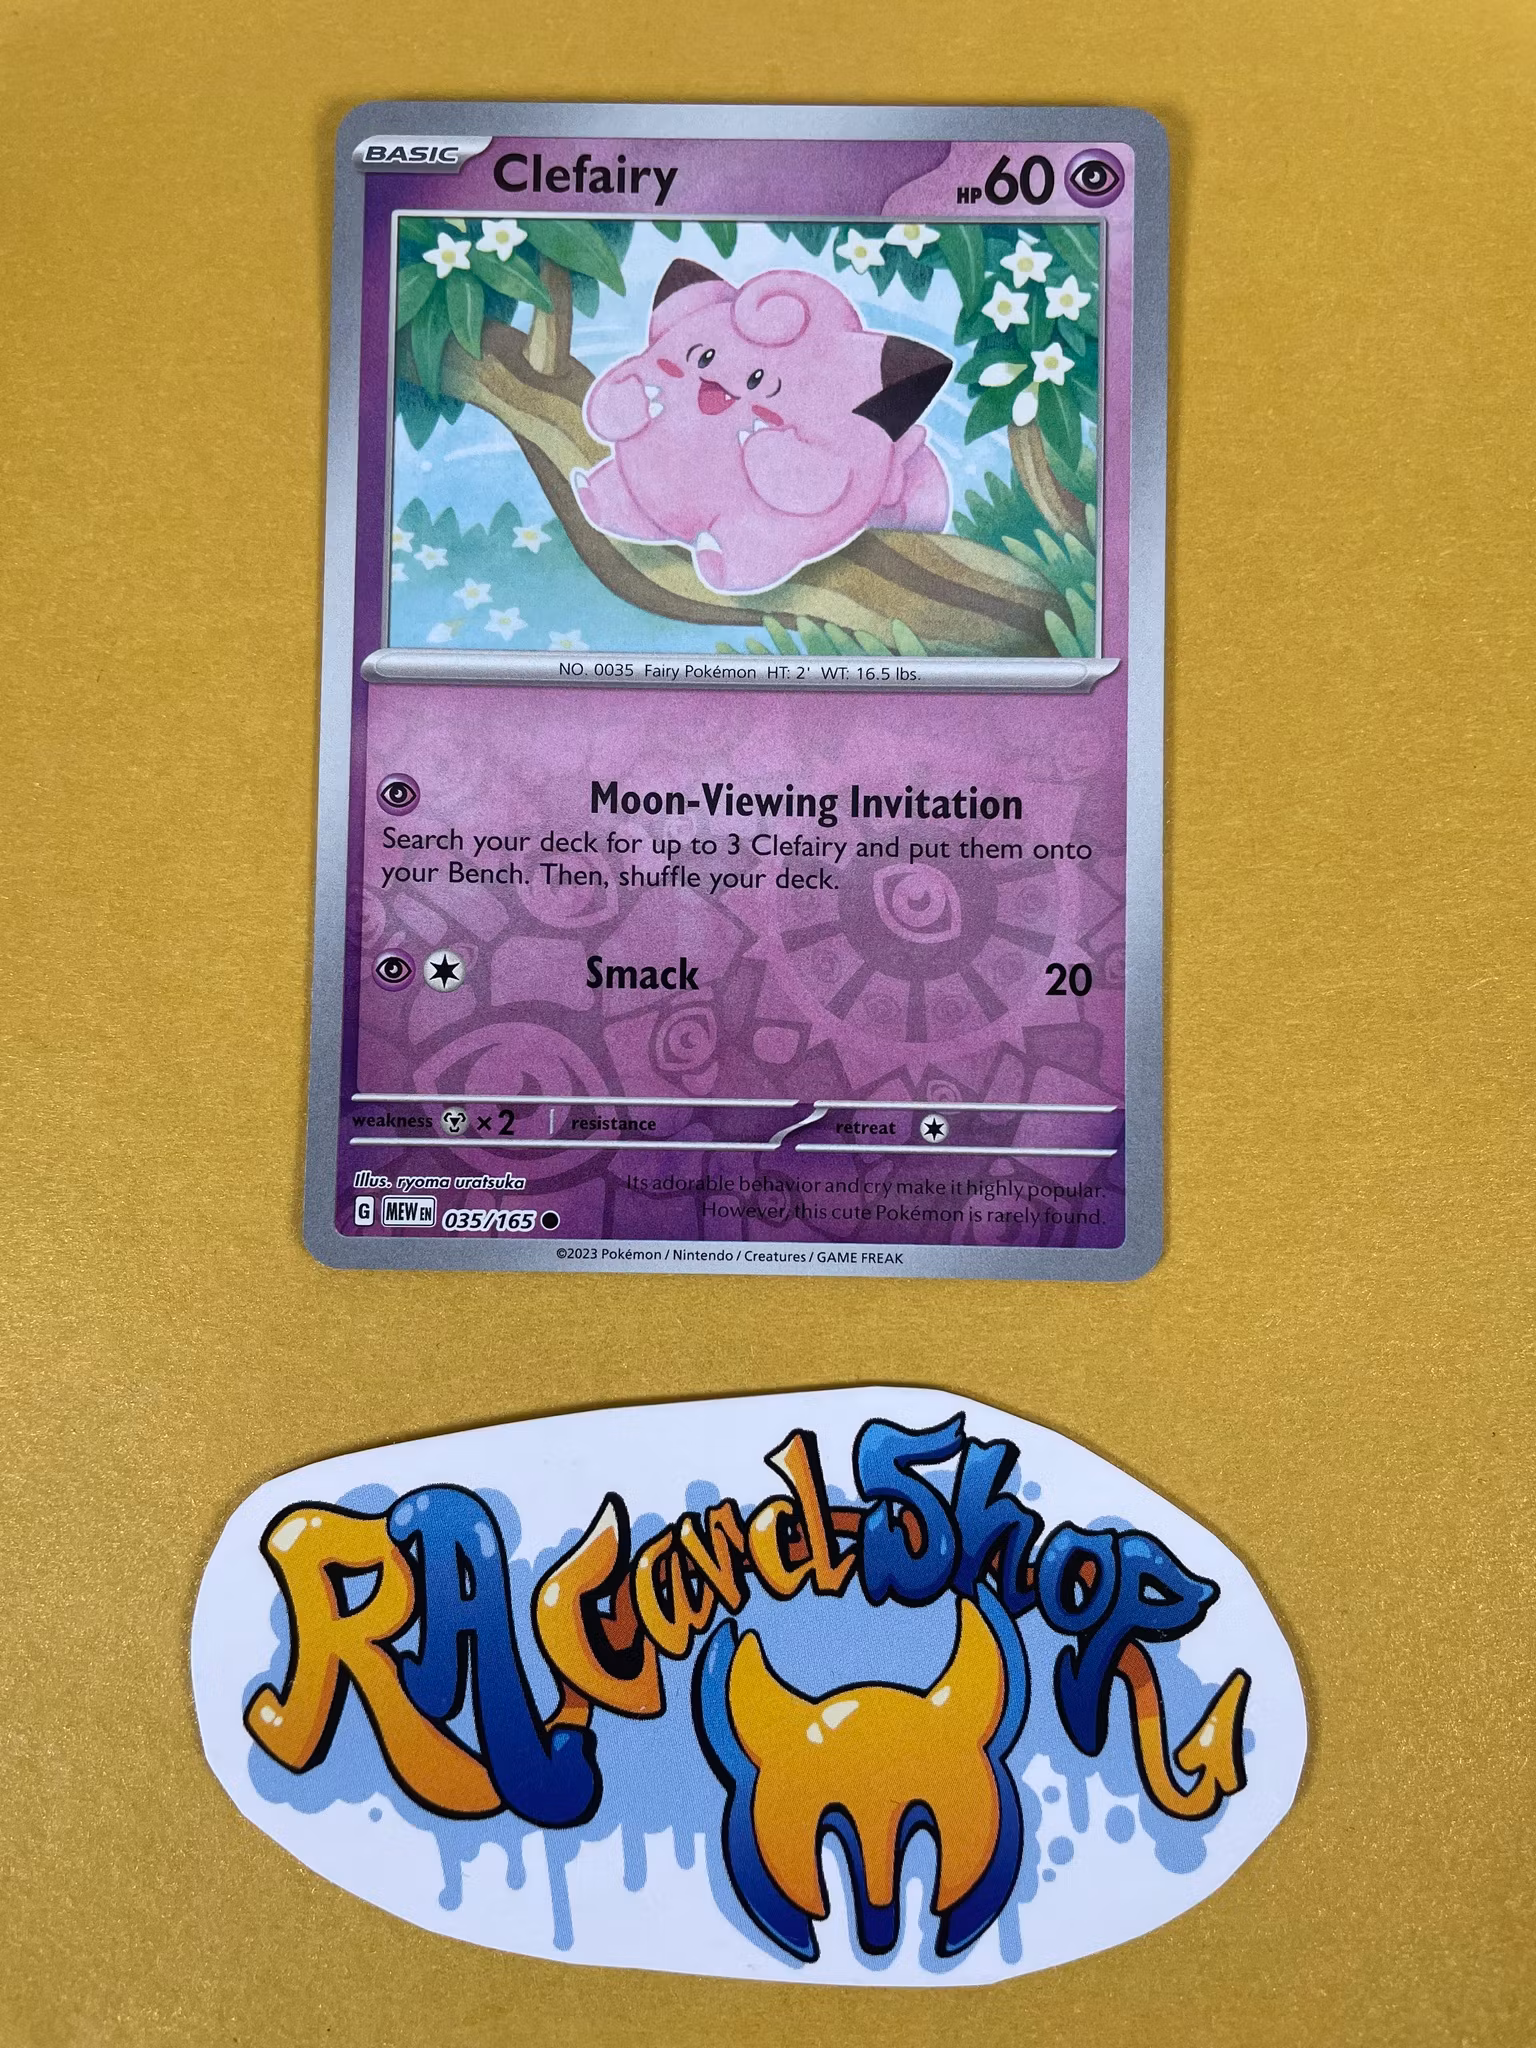 BASIC Clefairy HP60
NO. 0035 Fairy Pokémon HT: 2' WT: 16.5 lbs.
Moon-Viewing Invitation
Search your deck for up to 3 Clefairy and put them onto
your Bench. Then, shuffle your deck.
Smack 20
weakness ×2 resistance retreat
Illus. ryoma uratsuka
G MEW EN 035/165
Its adorable behavior and cry make it highly popular.
However, this cute Pokémon is rarely found.
©2023 Pokémon / Nintendo / Creatures / GAME FREAK
RA CardShop